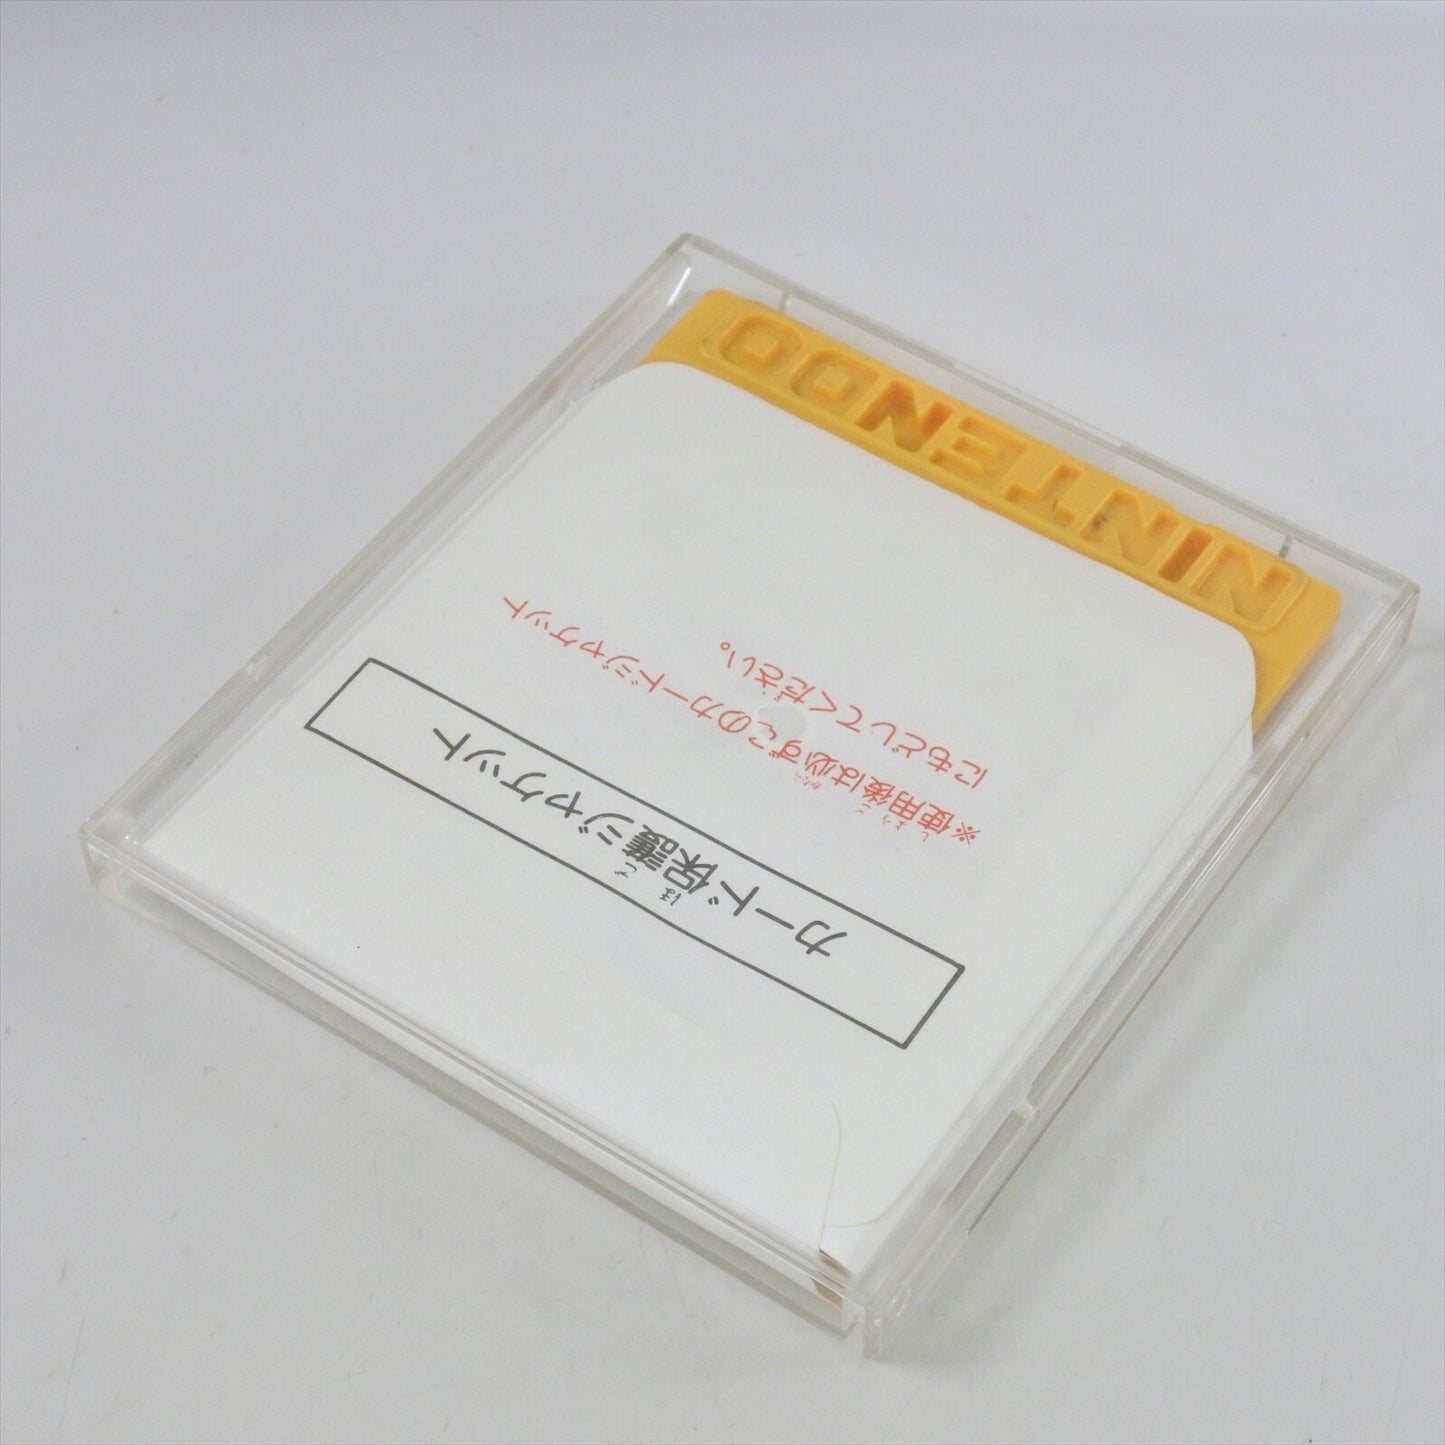 カード保護ジャケット
※使用後は必ずこのカードジャケット
にもどしてください。
NINTENDO